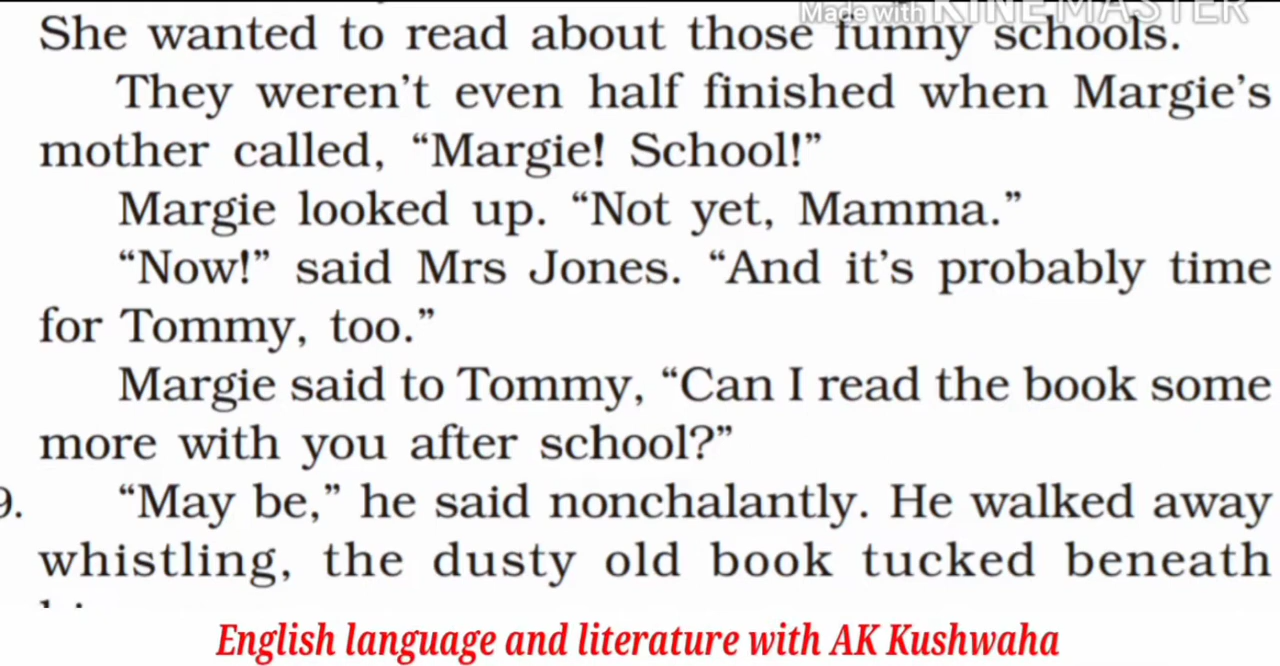 Made with KINEMASTER
She wanted to read about those funny schools.
They weren’t even half finished when Margie’s
mother called, “Margie! School!”
Margie looked up. “Not yet, Mamma.”
“Now!” said Mrs Jones. “And it’s probably time
for Tommy, too.”
Margie said to Tommy, “Can I read the book some
more with you after school?”
9. “May be,” he said nonchalantly. He walked away
whistling, the dusty old book tucked beneath
English language and literature with AK Kushwaha